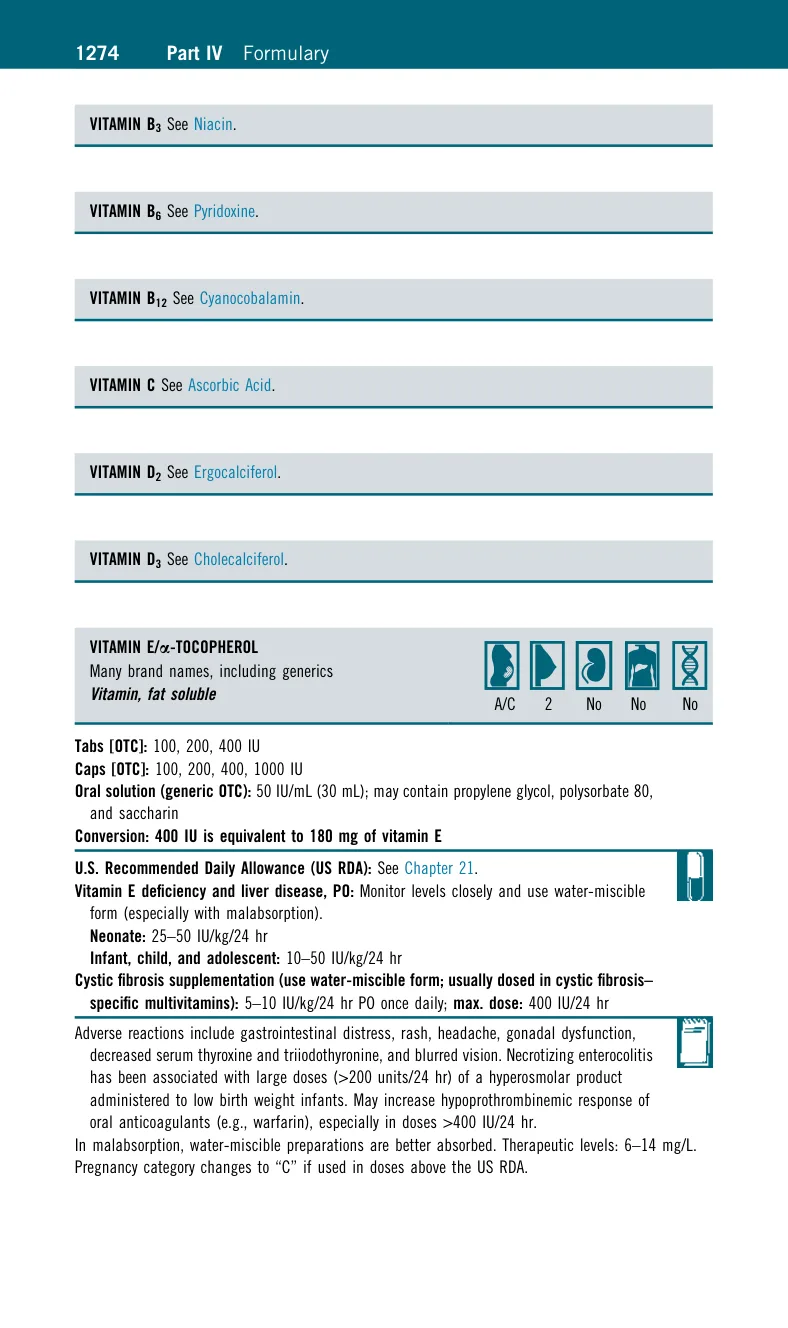 1274 Part IV Formulary
VITAMIN B3 See Niacin.
VITAMIN B6 See Pyridoxine.
VITAMIN B12 See Cyanocobalamin.
VITAMIN C See Ascorbic Acid.
VITAMIN D2 See Ergocalciferol.
VITAMIN D3 See Cholecalciferol.
VITAMIN E/α-TOCOPHEROL
Many brand names, including generics
Vitamin, fat soluble
A/C 2 No No No
Tabs [OTC]: 100, 200, 400 IU
Caps [OTC]: 100, 200, 400, 1000 IU
Oral solution (generic OTC): 50 IU/mL (30 mL); may contain propylene glycol, polysorbate 80,
and saccharin
Conversion: 400 IU is equivalent to 180 mg of vitamin E
U.S. Recommended Daily Allowance (US RDA): See Chapter 21.
Vitamin E deficiency and liver disease, PO: Monitor levels closely and use water-miscible
form (especially with malabsorption).
Neonate: 25–50 IU/kg/24 hr
Infant, child, and adolescent: 10–50 IU/kg/24 hr
Cystic fibrosis supplementation (use water-miscible form; usually dosed in cystic fibrosis–
specific multivitamins): 5–10 IU/kg/24 hr PO once daily; max. dose: 400 IU/24 hr
Adverse reactions include gastrointestinal distress, rash, headache, gonadal dysfunction,
decreased serum thyroxine and triiodothyronine, and blurred vision. Necrotizing enterocolitis
has been associated with large doses (>200 units/24 hr) of a hyperosmolar product
administered to low birth weight infants. May increase hypoprothrombinemic response of
oral anticoagulants (e.g., warfarin), especially in doses >400 IU/24 hr.
In malabsorption, water-miscible preparations are better absorbed. Therapeutic levels: 6–14 mg/L.
Pregnancy category changes to “C” if used in doses above the US RDA.